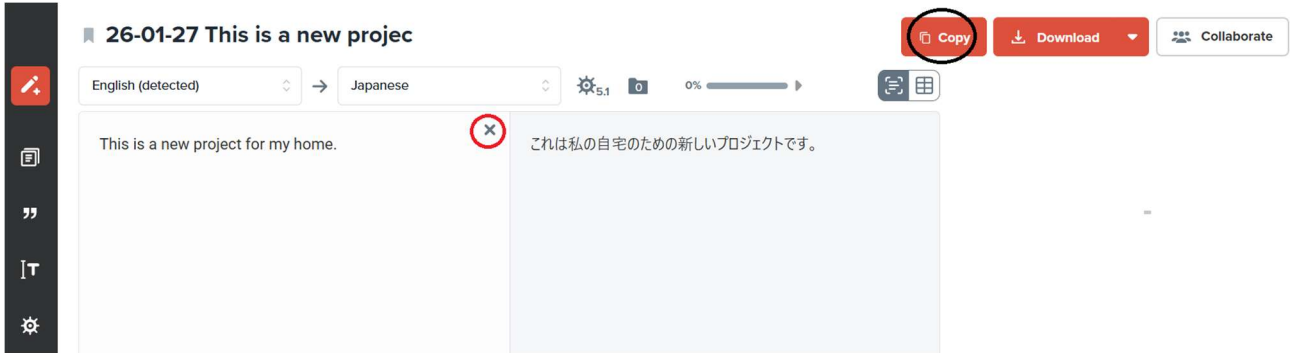 26-01-27 This is a new projec
Copy
Download
Collaborate
English (detected)
Japanese
5.1
0
0%
This is a new project for my home.
これは私の自宅のための新しいプロジェクトです。